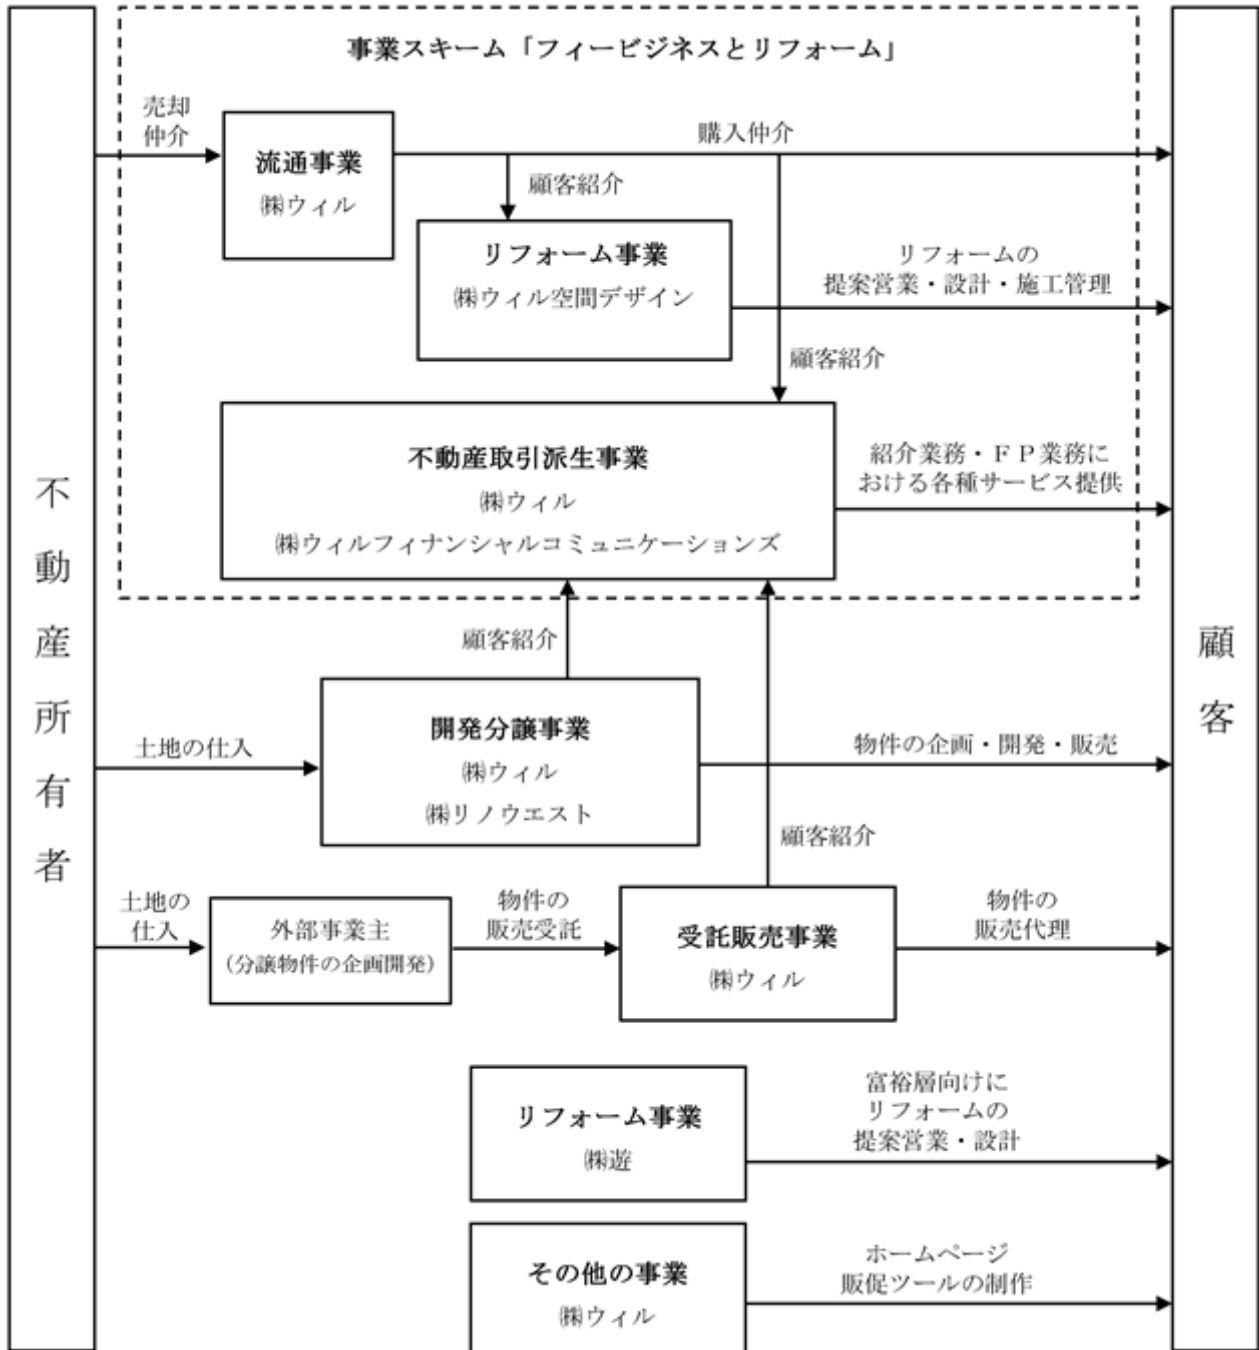 事業スキーム「フィービジネスとリフォーム」
売却
仲介
流通事業
㈱ウィル
購入仲介
顧客紹介
リフォーム事業
㈱ウィル空間デザイン
リフォームの
提案営業・設計・施工管理
顧客紹介
不動産取引派生事業
㈱ウィル
㈱ウィルフィナンシャルコミュニケーションズ
紹介業務・ＦＰ業務に
おける各種サービス提供
不動産所有者
顧客
顧客紹介
土地の仕入
開発分譲事業
㈱ウィル
㈱リノウエスト
物件の企画・開発・販売
顧客紹介
土地の
仕入
外部事業主
(分譲物件の企画開発)
物件の
販売受託
受託販売事業
㈱ウィル
物件の
販売代理
リフォーム事業
㈱遊
富裕層向けに
リフォームの
提案営業・設計
その他の事業
㈱ウィル
ホームページ
販促ツールの制作